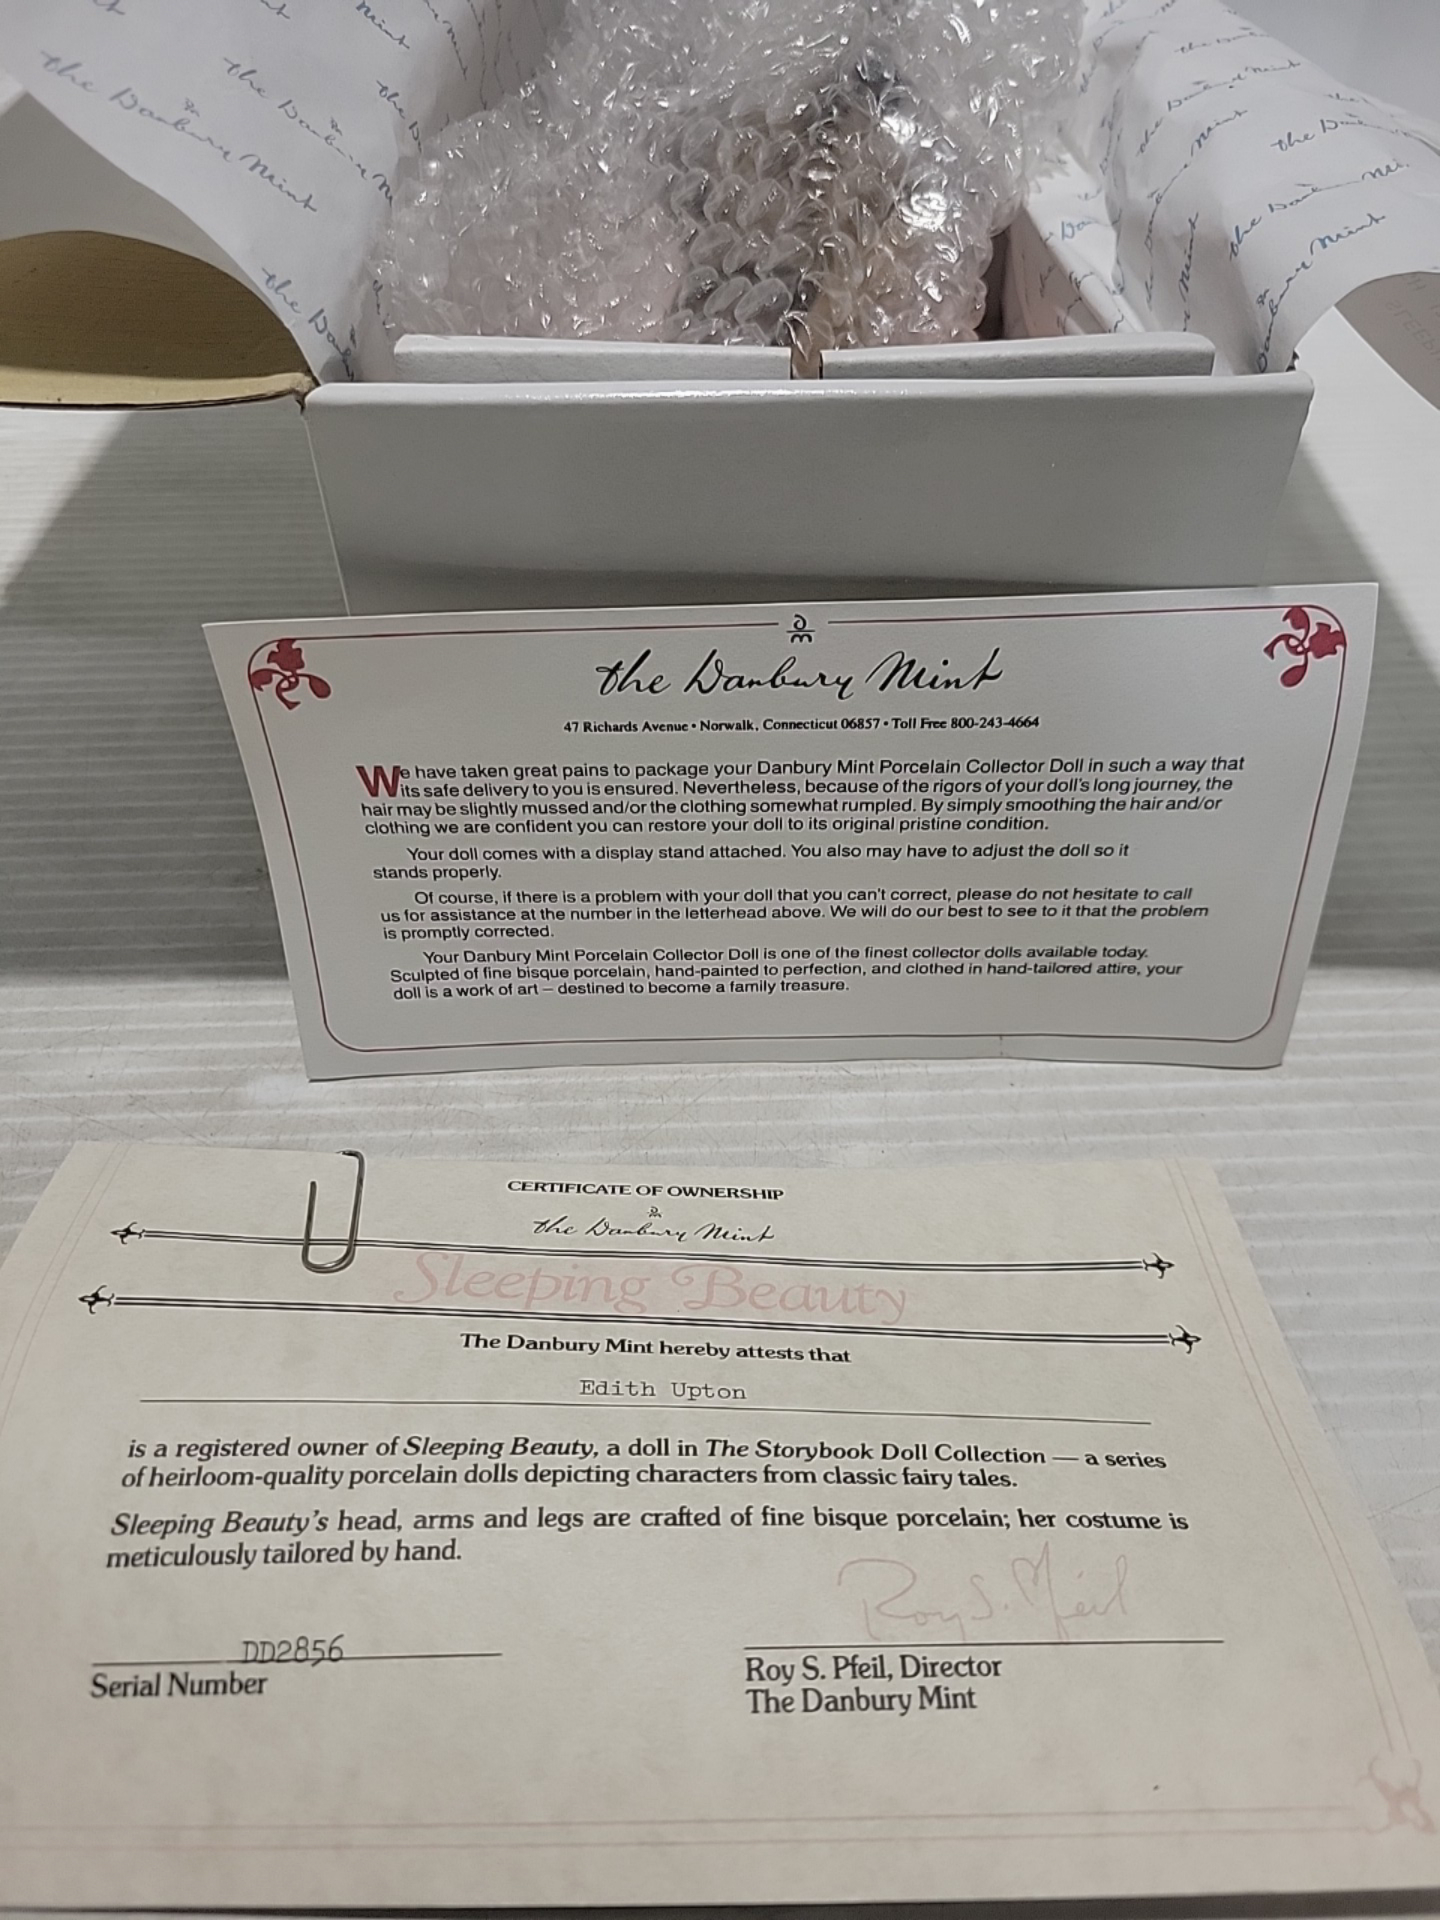 the Danbury Mint
the Danbury Mint
the Danbury Mint
47 Richards Avenue • Norwalk, Connecticut 06857 • Toll Free 800-243-4664
We have taken great pains to package your Danbury Mint Porcelain Collector Doll in such a way that
its safe delivery to you is ensured. Nevertheless, because of the rigors of your doll's long journey, the
hair may be slightly mussed and/or the clothing somewhat rumpled. By simply smoothing the hair and/or
clothing we are confident you can restore your doll to its original pristine condition.
Your doll comes with a display stand attached. You also may have to adjust the doll so it
stands properly.
Of course, if there is a problem with your doll that you can't correct, please do not hesitate to call
us for assistance at the number in the letterhead above. We will do our best to see to it that the problem
is promptly corrected.
Your Danbury Mint Porcelain Collector Doll is one of the finest collector dolls available today.
Sculpted of fine bisque porcelain, hand-painted to perfection, and clothed in hand-tailored attire, your
doll is a work of art – destined to become a family treasure.
CERTIFICATE OF OWNERSHIP
the Danbury Mint
Sleeping Beauty
The Danbury Mint hereby attests that
Edith Upton
is a registered owner of Sleeping Beauty, a doll in The Storybook Doll Collection — a series
of heirloom-quality porcelain dolls depicting characters from classic fairy tales.
Sleeping Beauty's head, arms and legs are crafted of fine bisque porcelain; her costume is
meticulously tailored by hand.
Roy S. Pfeil
DD2856
Serial Number
Roy S. Pfeil, Director
The Danbury Mint